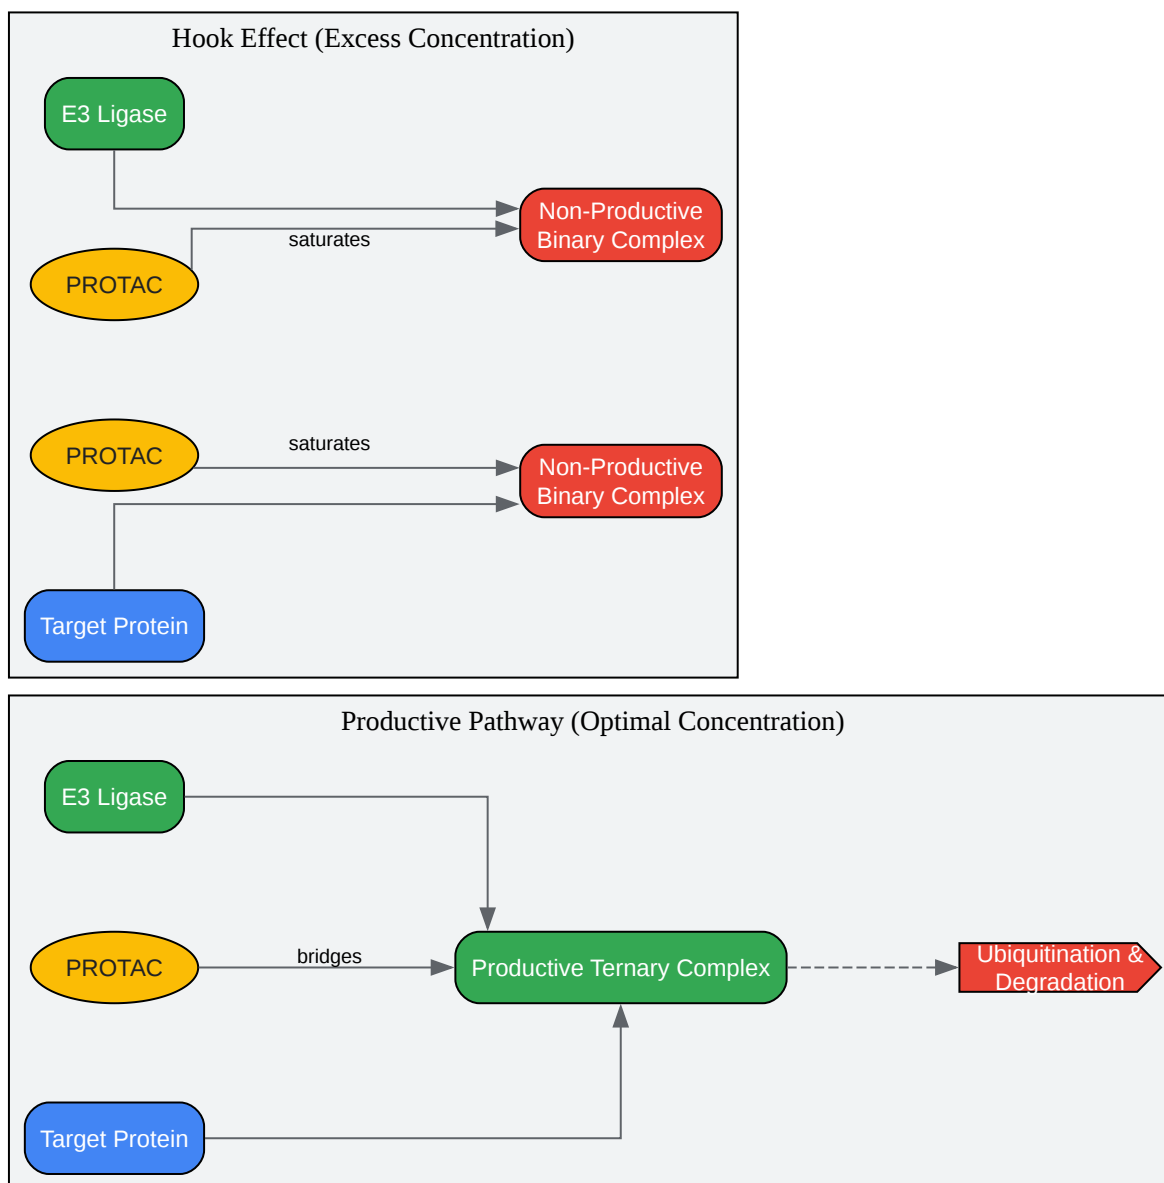 Hook Effect (Excess Concentration)
E3 Ligase
Non-Productive
Binary Complex
saturates
PROTAC
PROTAC
saturates
Non-Productive
Binary Complex
Target Protein
Productive Pathway (Optimal Concentration)
E3 Ligase
PROTAC
bridges
Productive Ternary Complex
Ubiquitination &
Degradation
Target Protein